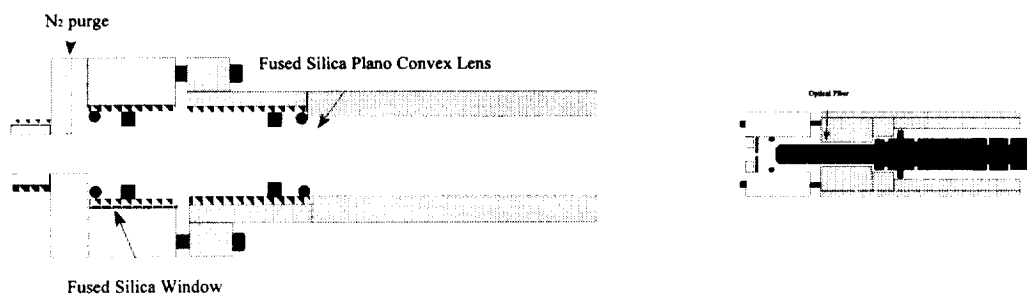 N₂ purge
Fused Silica Plano Convex Lens
Optical Fiber
Fused Silica Window